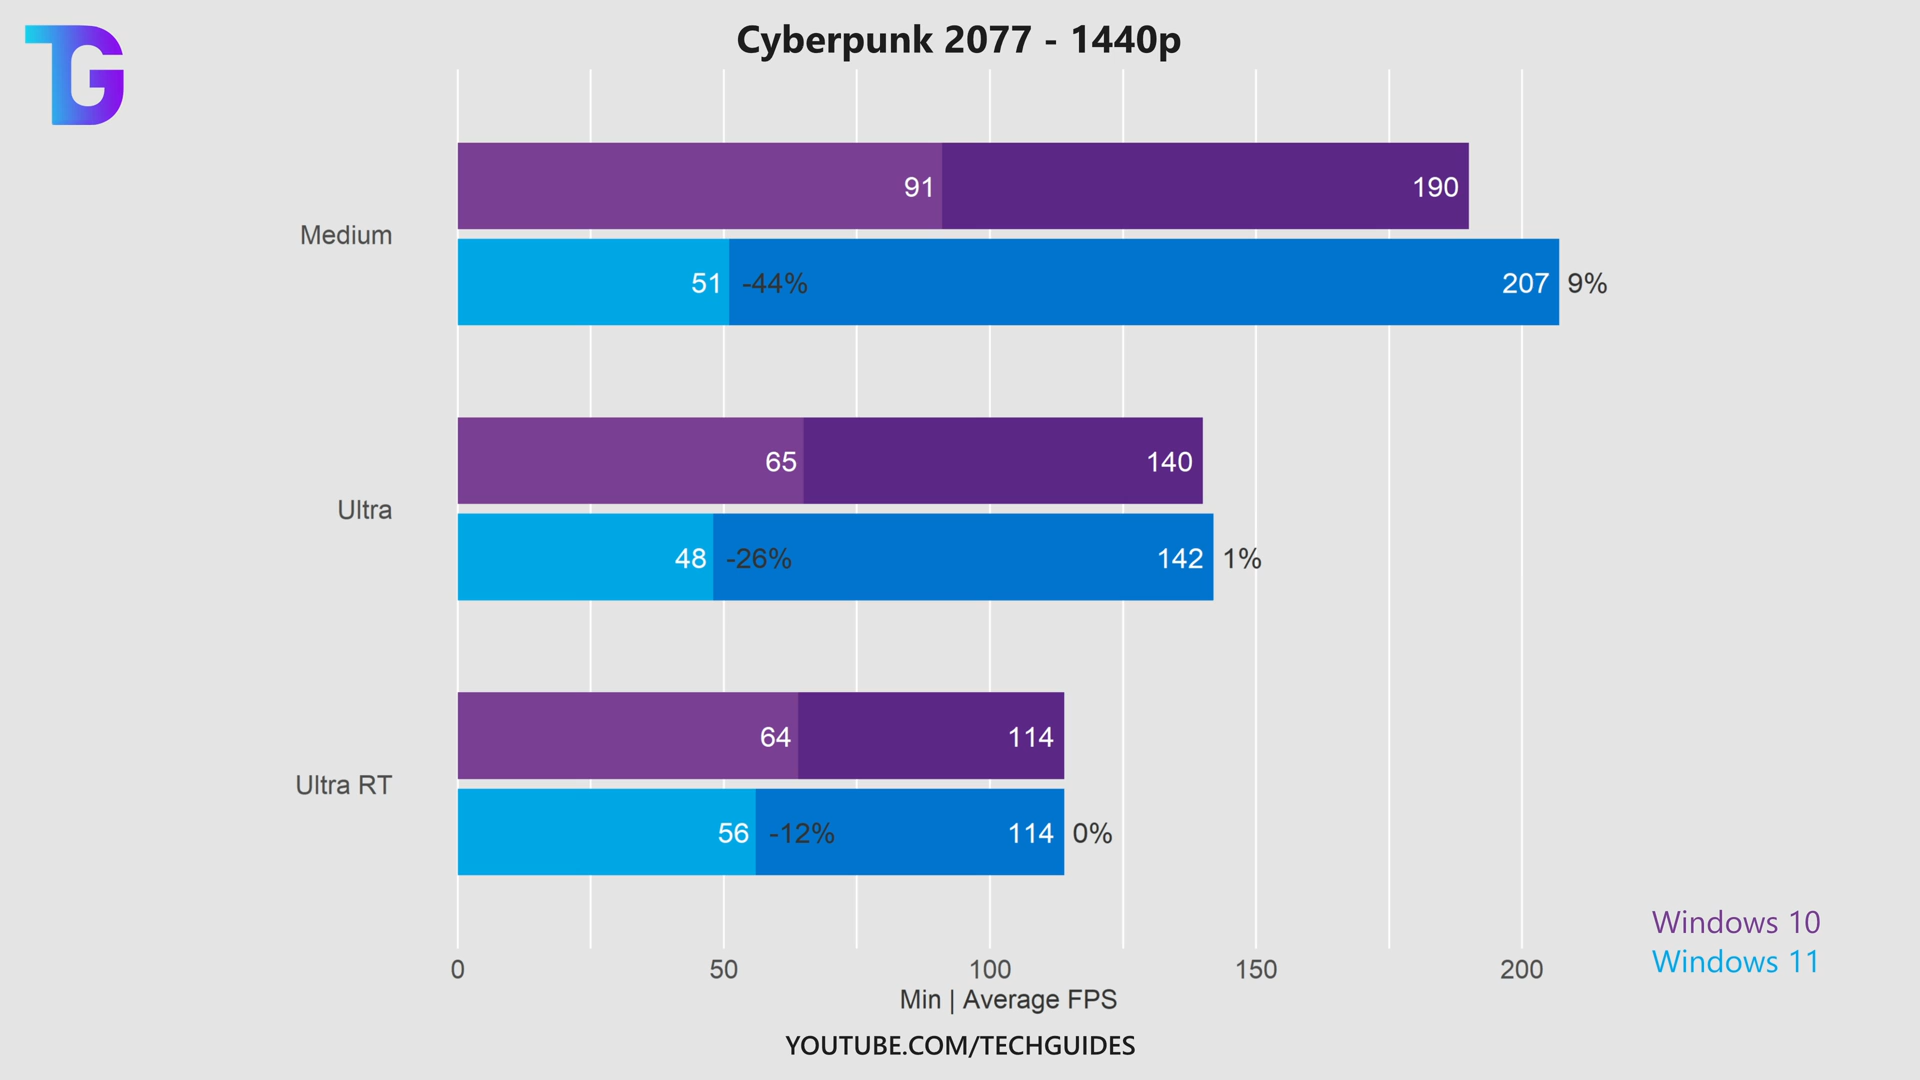 TG
Cyberpunk 2077 - 1440p
91 190
Medium
51 -44% 207 9%
65 140
Ultra
48 -26% 142 1%
64 114
Ultra RT
56 -12% 114 0%
Windows 10
Windows 11
0 50 100 150 200
Min | Average FPS
YOUTUBE.COM/TECHGUIDES